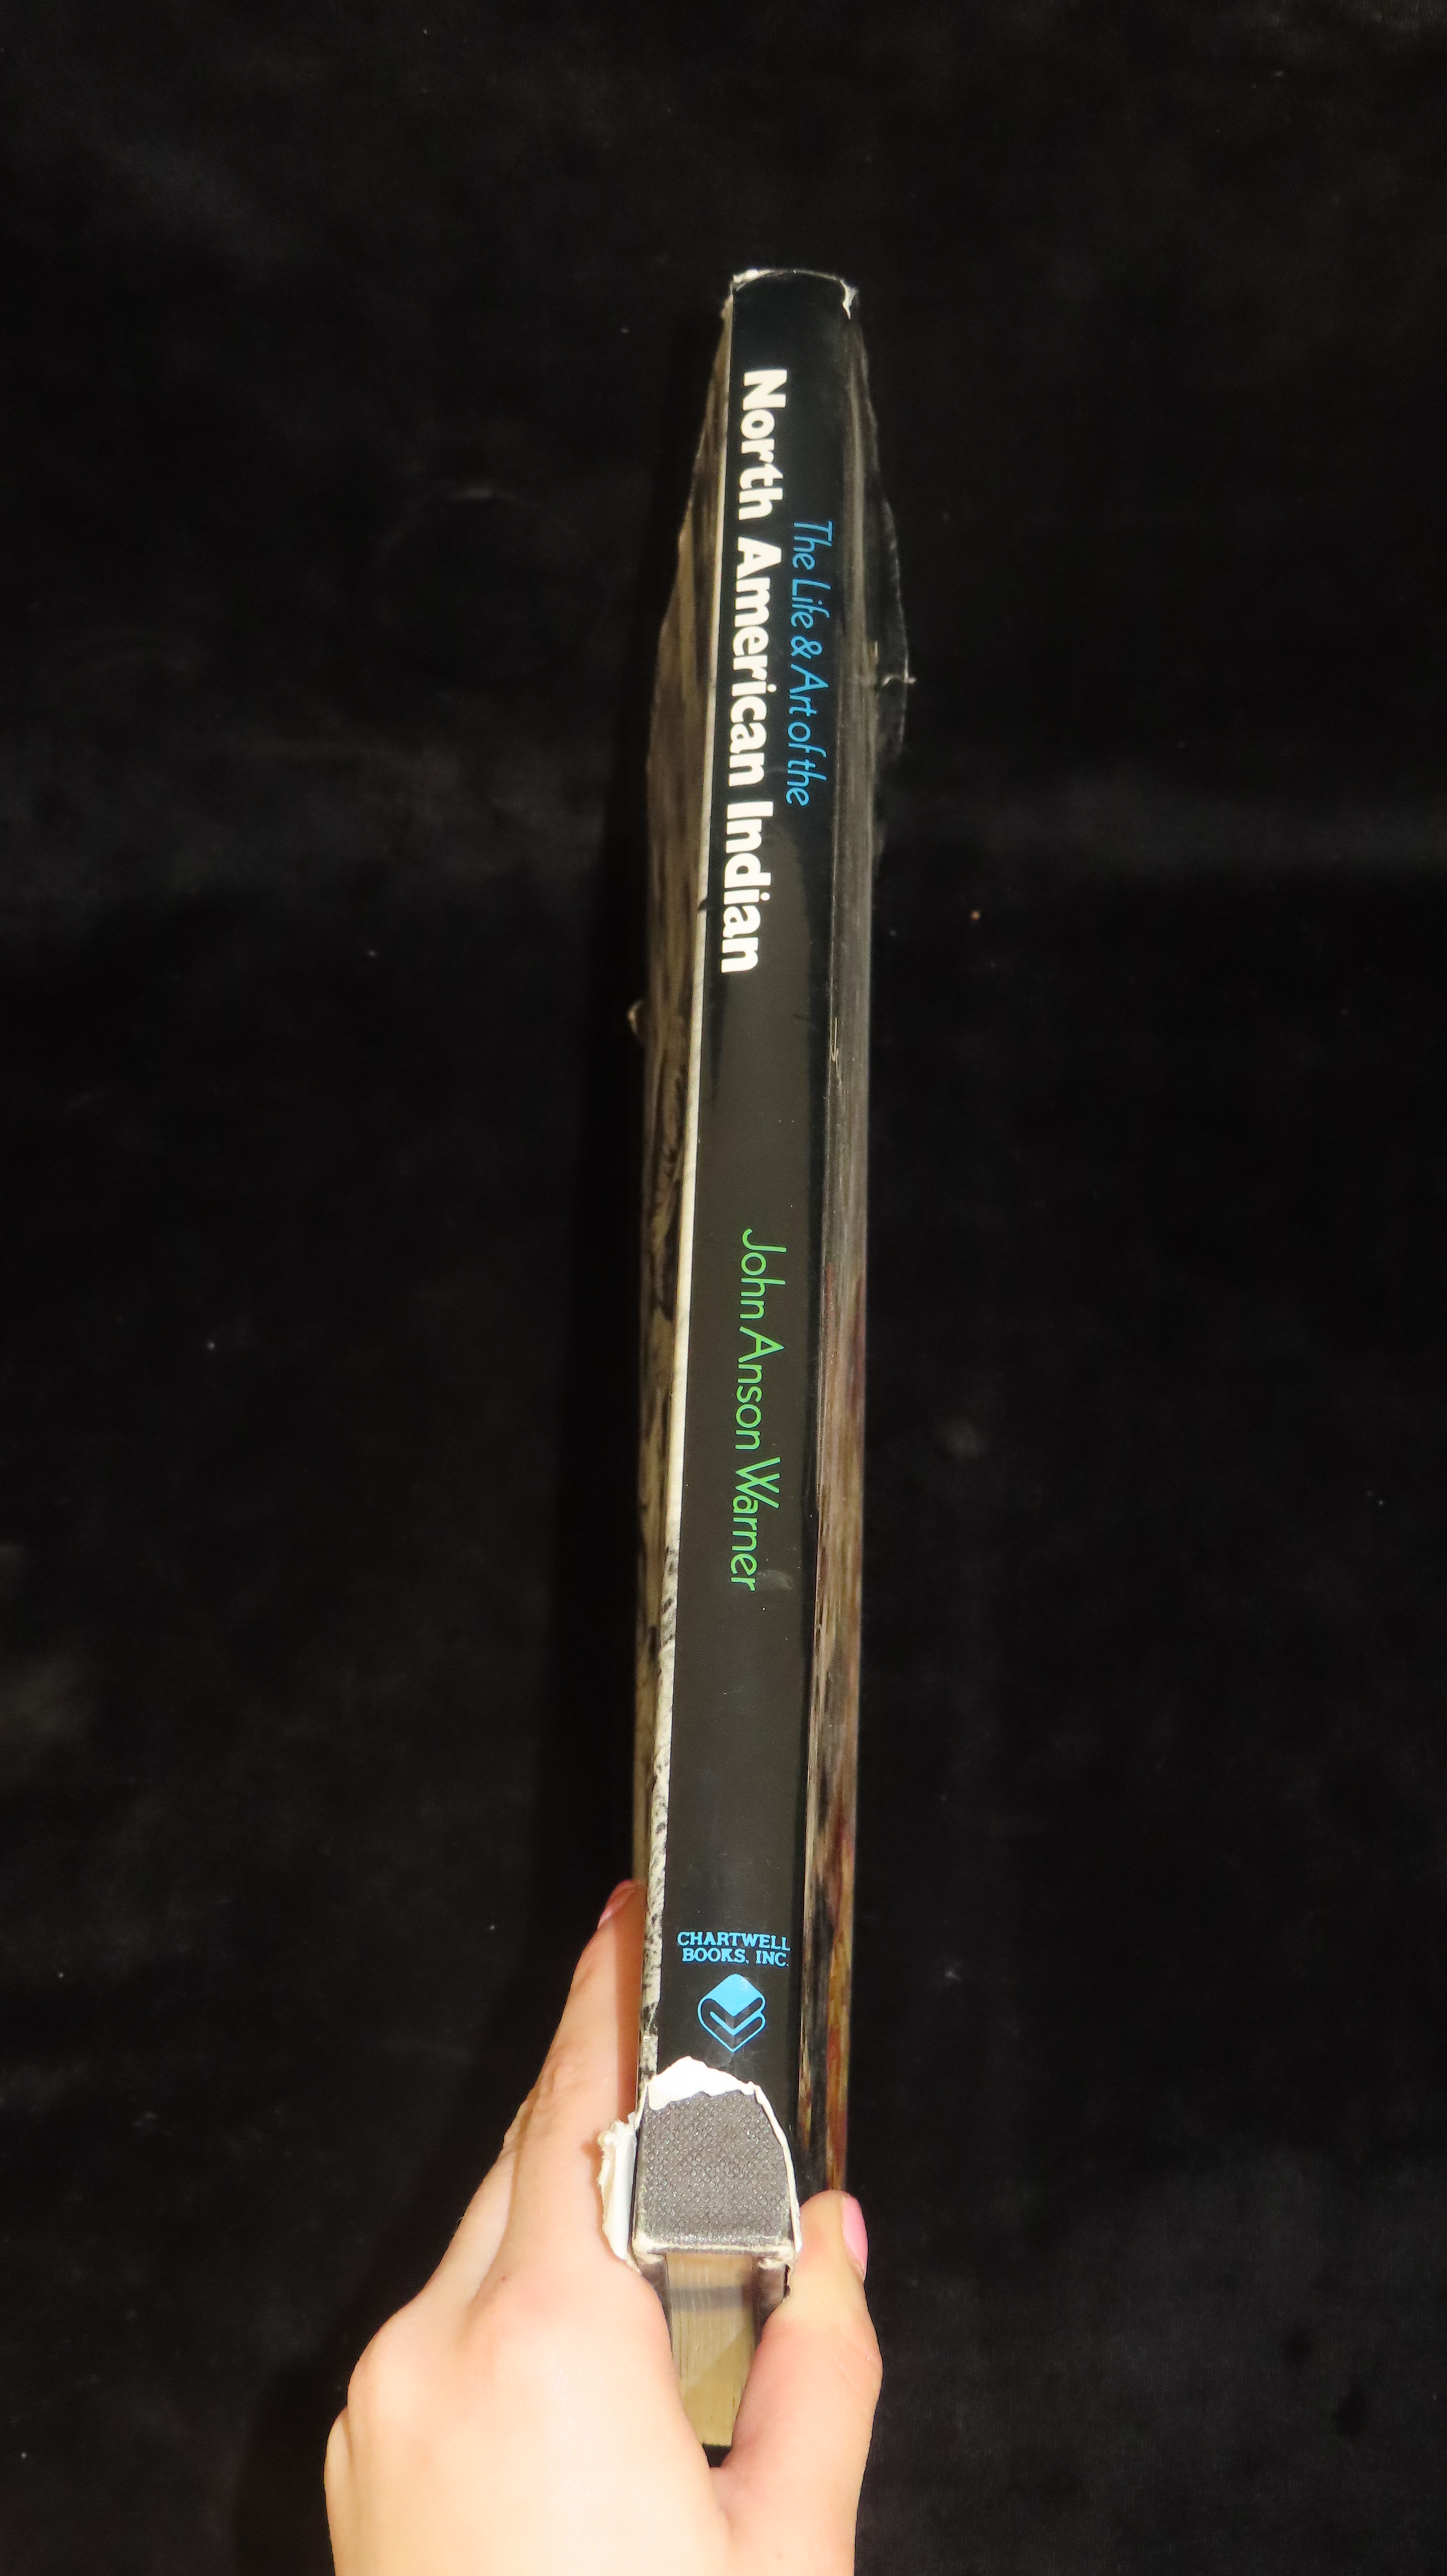 The Life & Art of the
North American Indian
John Anson Warner
CHARTWELL
BOOKS, INC.